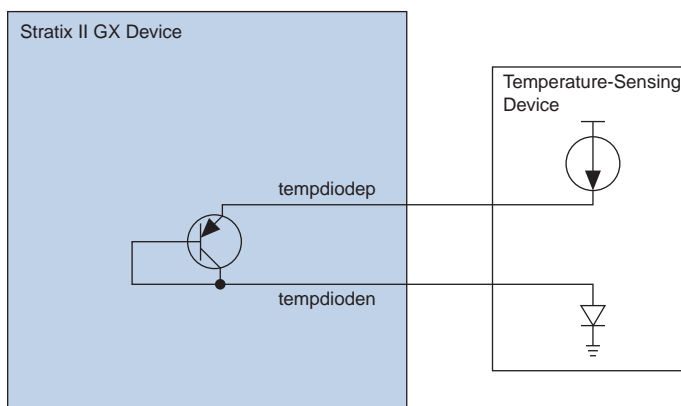 Stratix II GX Device
Temperature-Sensing
Device
tempdiodep
tempdioden